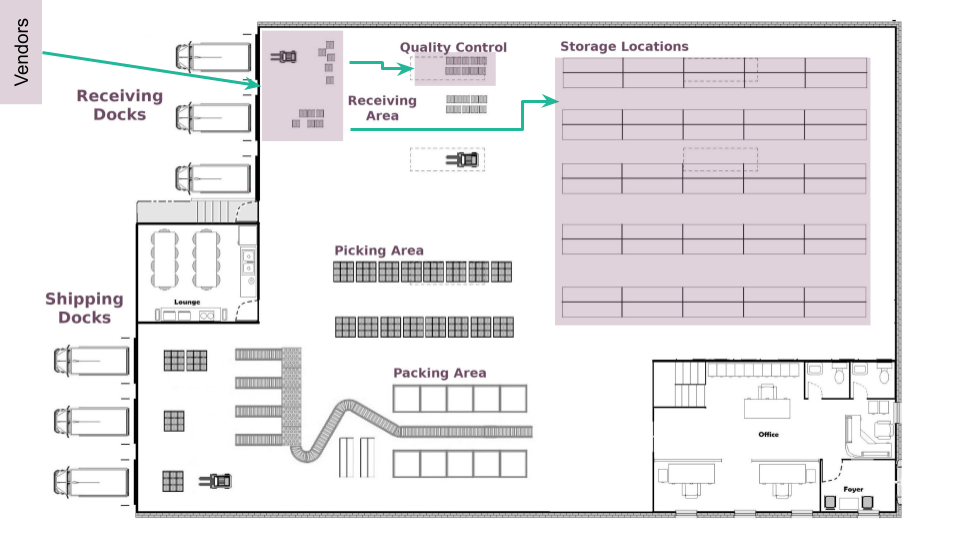 Vendors
Receiving
Docks
Quality Control
Storage Locations
Receiving
Area
Picking Area
Lounge
Shipping
Docks
Packing Area
Office
Foyer